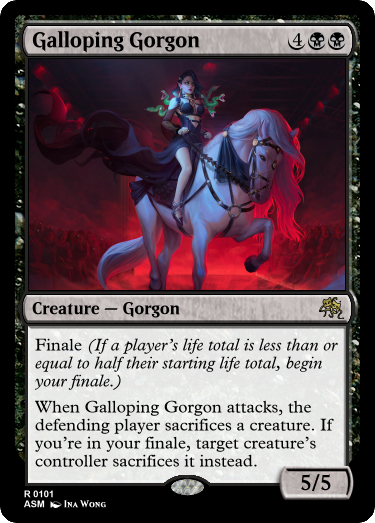 Galloping Gorgon 4
Creature — Gorgon
Finale (If a player's life total is less than or
equal to half their starting life total, begin
your finale.)
When Galloping Gorgon attacks, the
defending player sacrifices a creature. If
you're in your finale, target creature's
controller sacrifices it instead.
5/5
R 0101
ASM Ina Wong